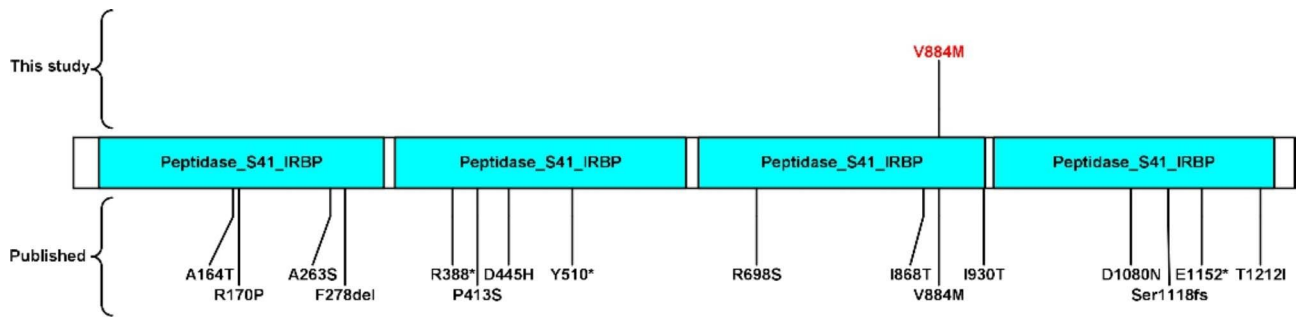 V884M
This study
Peptidase_S41_IRBP Peptidase_S41_IRBP Peptidase_S41_IRBP Peptidase_S41_IRBP
Published
A164T A263S R388* D445H Y510* R698S I868T I930T D1080N E1152* T1212I
R170P F278del P413S V884M Ser1118fs